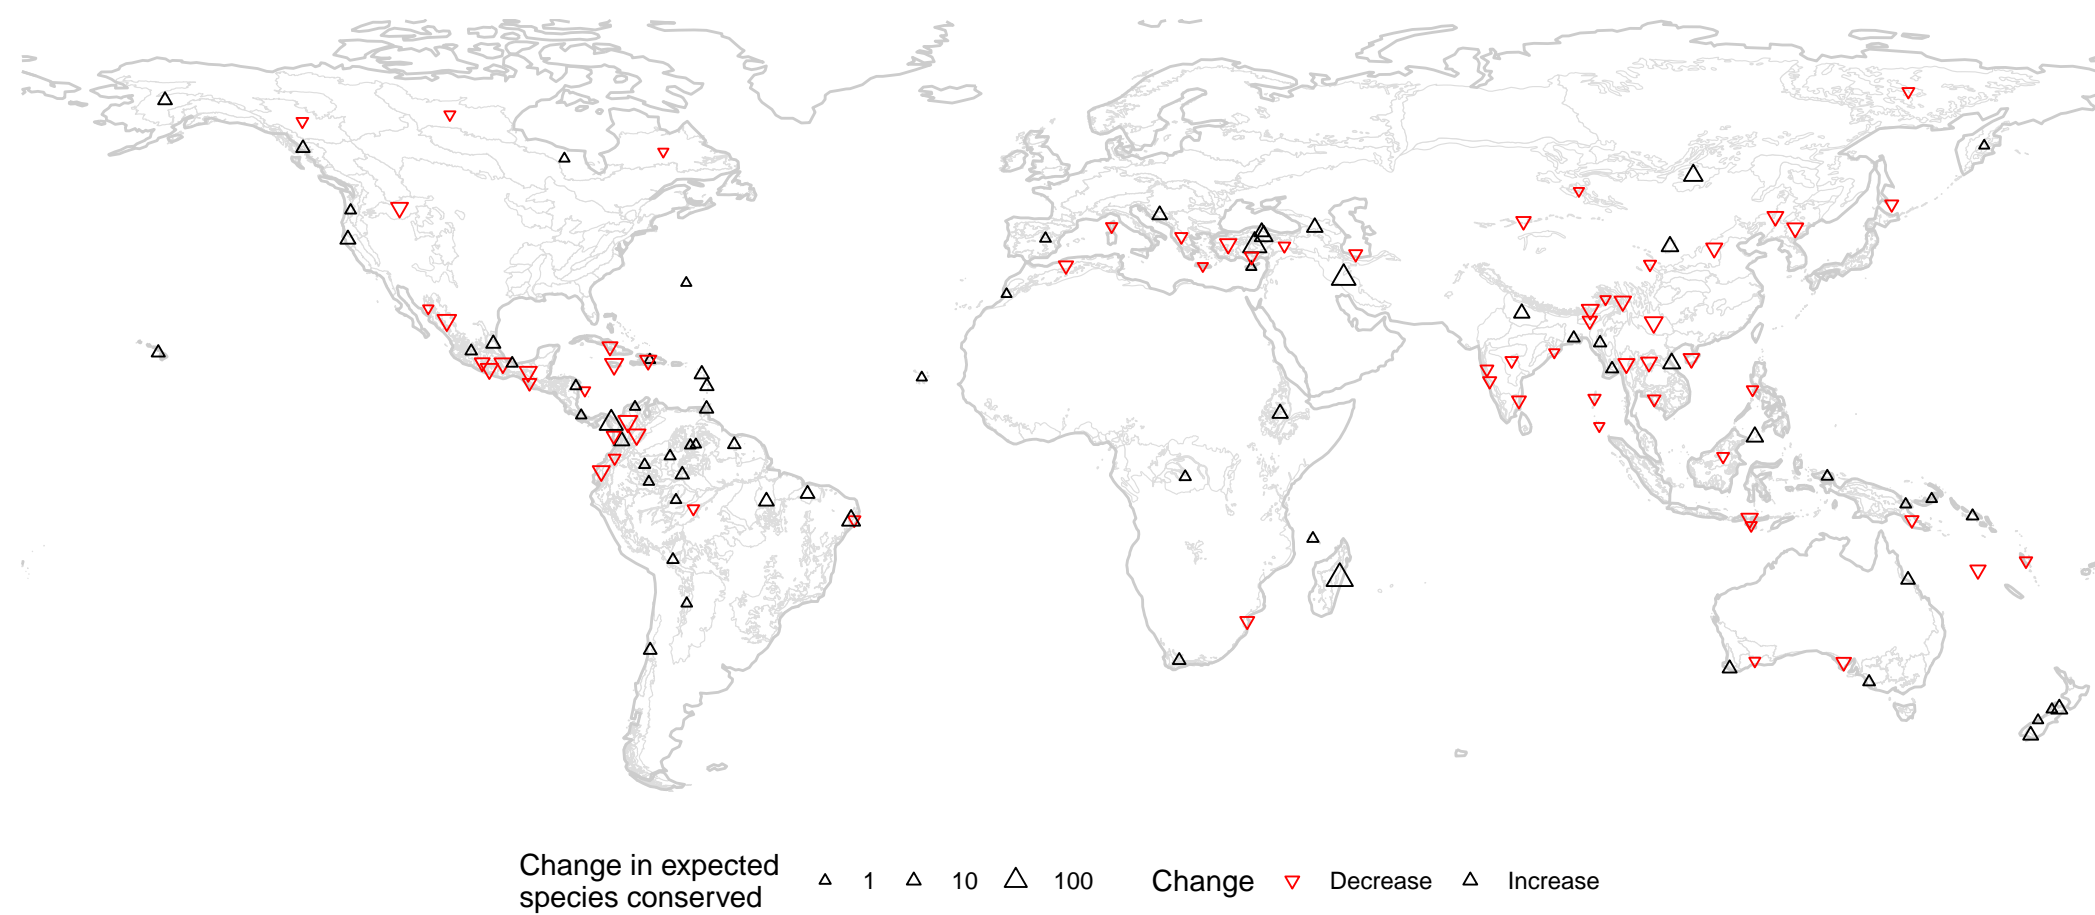 Change in expected
species conserved
1 10 100 Change Decrease Increase